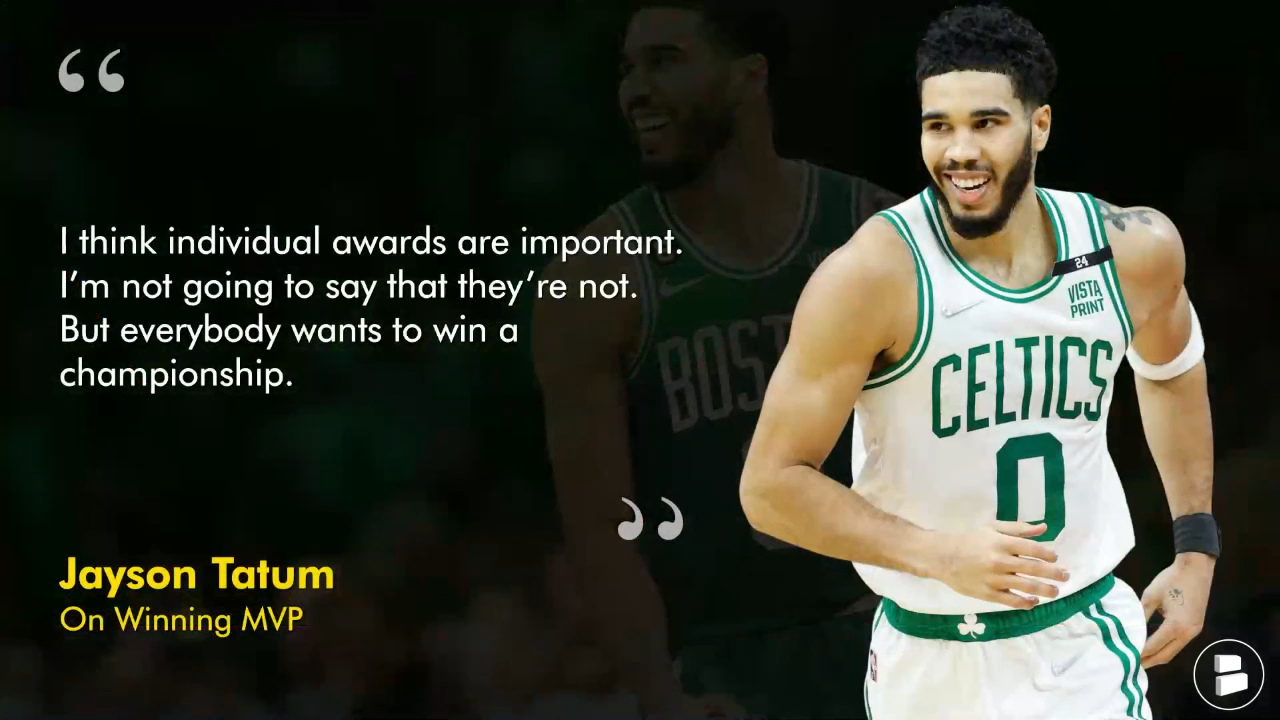 “
I think individual awards are important.
I’m not going to say that they’re not.
But everybody wants to win a
championship.
”
Jayson Tatum
On Winning MVP
24
VISTA
PRINT
CELTICS
0
BOST
B